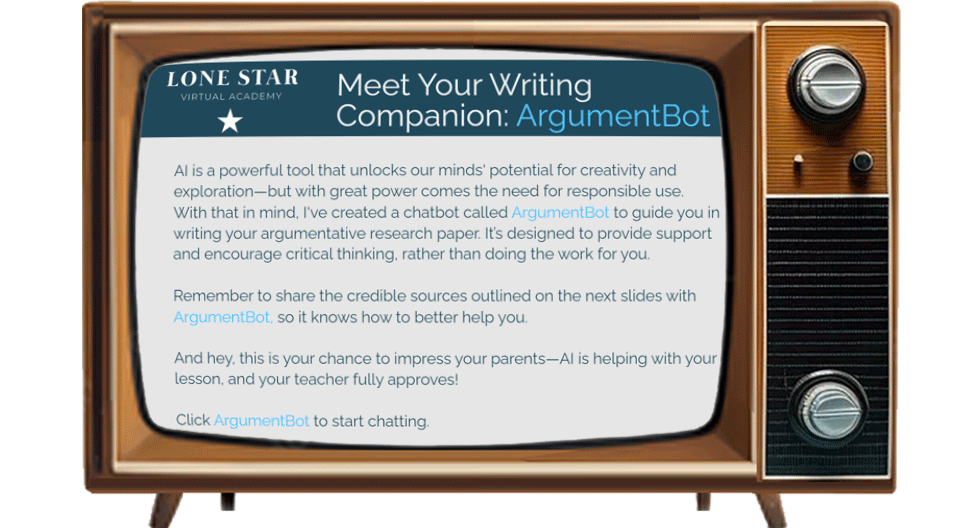 LONE STAR
VIRTUAL ACADEMY
Meet Your Writing
Companion: ArgumentBot
AI is a powerful tool that unlocks our minds' potential for creativity and
exploration—but with great power comes the need for responsible use.
With that in mind, I've created a chatbot called ArgumentBot to guide you in
writing your argumentative research paper. It's designed to provide support
and encourage critical thinking, rather than doing the work for you.
Remember to share the credible sources outlined on the next slides with
ArgumentBot, so it knows how to better help you.
And hey, this is your chance to impress your parents—AI is helping with your
lesson, and your teacher fully approves!
Click ArgumentBot to start chatting.